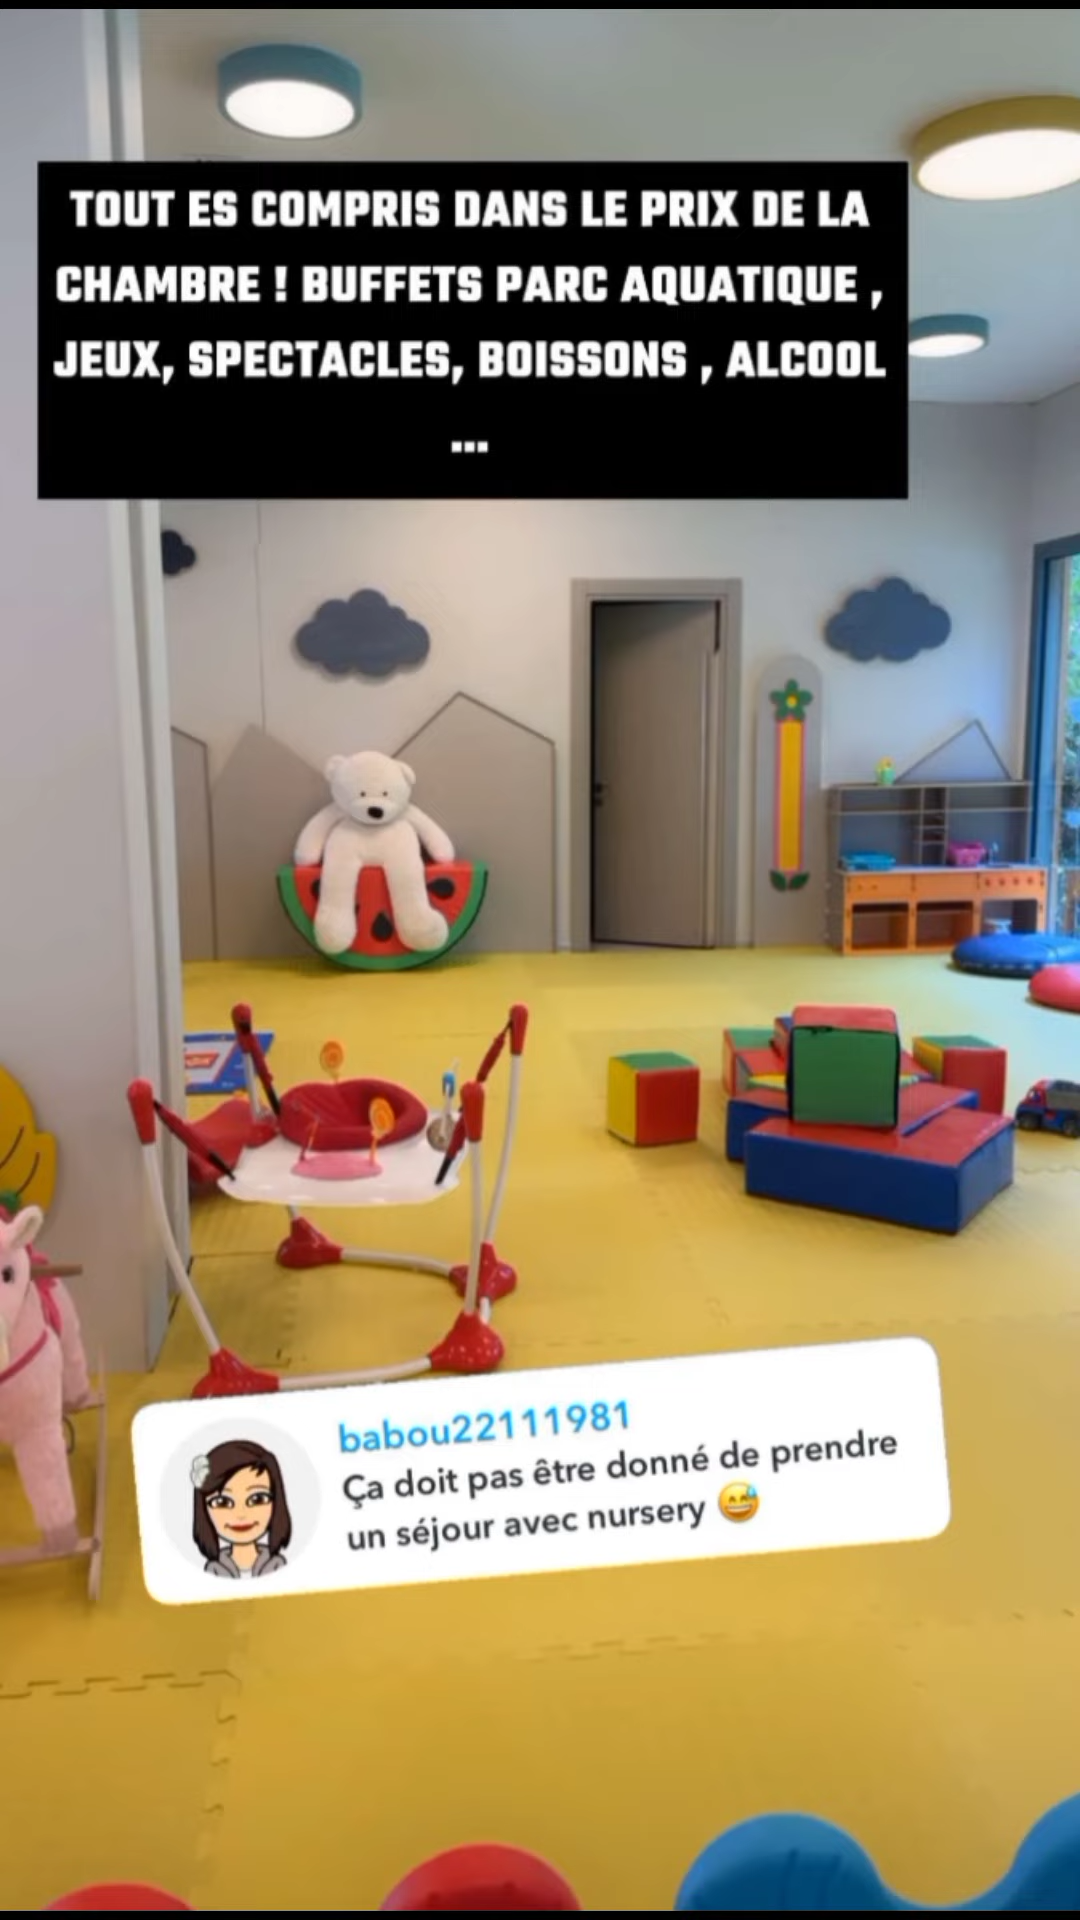 TOUT ES COMPRIS DANS LE PRIX DE LA
CHAMBRE ! BUFFETS PARC AQUATIQUE ,
JEUX, SPECTACLES, BOISSONS , ALCOOL
...
babou22111981
Ça doit pas être donné de prendre
un séjour avec nursery 😅